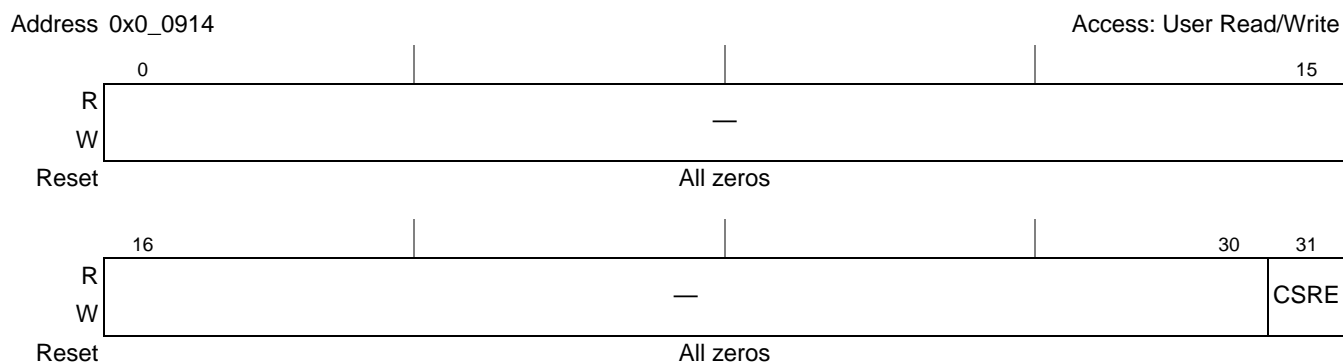 Address 0x0_0914 Access: User Read/Write
0 15
R
—
W
Reset All zeros
16 30 31
R
— CSRE
W
Reset All zeros